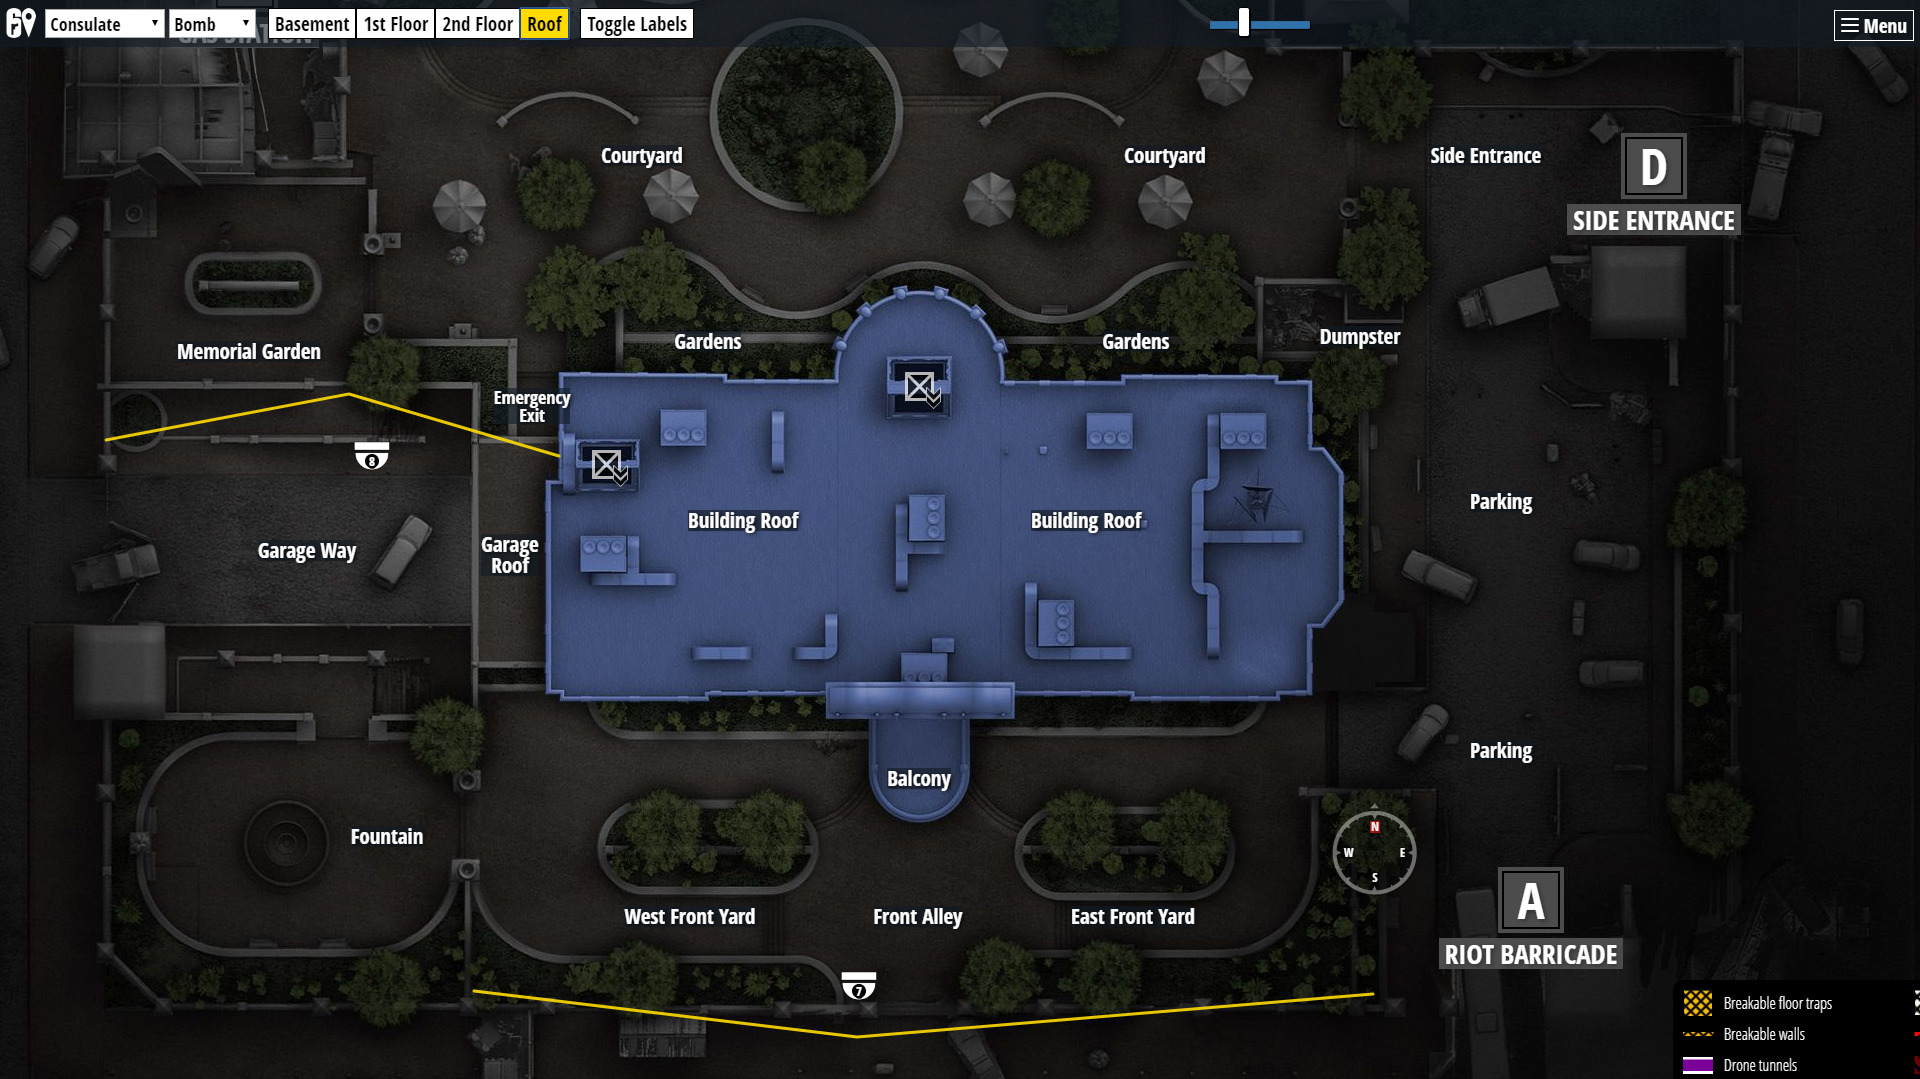 Consulate
Bomb
Basement
1st Floor
2nd Floor
Roof
Toggle Labels
Menu
GAS STATION
Courtyard
Courtyard
Side Entrance
D
SIDE ENTRANCE
Memorial Garden
Gardens
Gardens
Dumpster
Emergency
Exit
8
Building Roof
Building Roof
Parking
Garage Way
Garage
Roof
Parking
Balcony
Fountain
N
W
E
S
West Front Yard
Front Alley
East Front Yard
A
RIOT BARRICADE
7
Breakable floor traps
Breakable walls
Drone tunnels